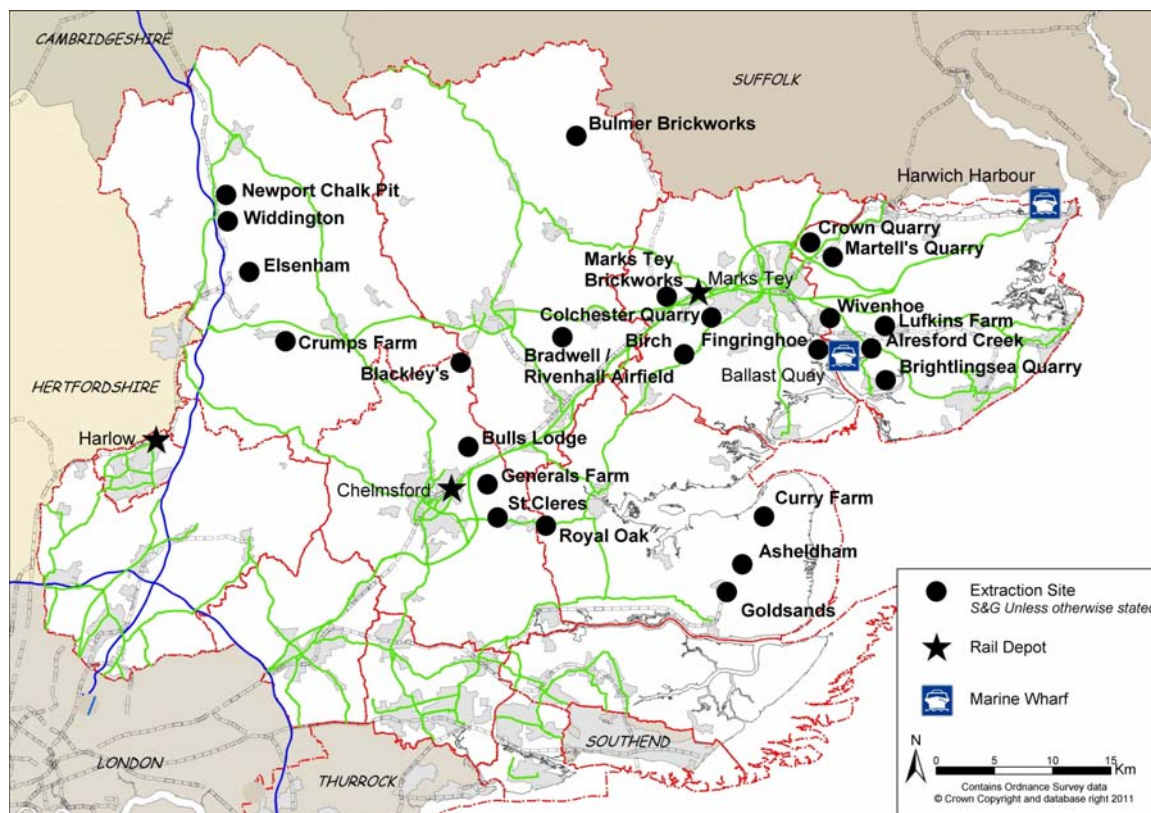 CAMBRIDGESHIRE
SUFFOLK
Bulmer Brickworks
Harwich Harbour
Newport Chalk Pit
Widdington
Crown Quarry
Martell's Quarry
Elsenham
Marks Tey
Brickworks
Marks Tey
Colchester Quarry
Wivenhoe
Lufkins Farm
Crumps Farm
Bradwell /
Rivenhall Airfield
Birch
Fingringhoe
Alresford Creek
Blackley's
Ballast Quay
Brightlingsea Quarry
HERTFORDSHIRE
Harlow
Bulls Lodge
Generals Farm
Chelmsford
St Cleres
Royal Oak
Curry Farm
Asheldham
Goldsands
SOUTHEND
LONDON
THURROCK
Extraction Site
S&G Unless otherwise stated
Rail Depot
Marine Wharf
N
0 5 10 15
Km
Contains Ordnance Survey data
© Crown Copyright and database right 2011